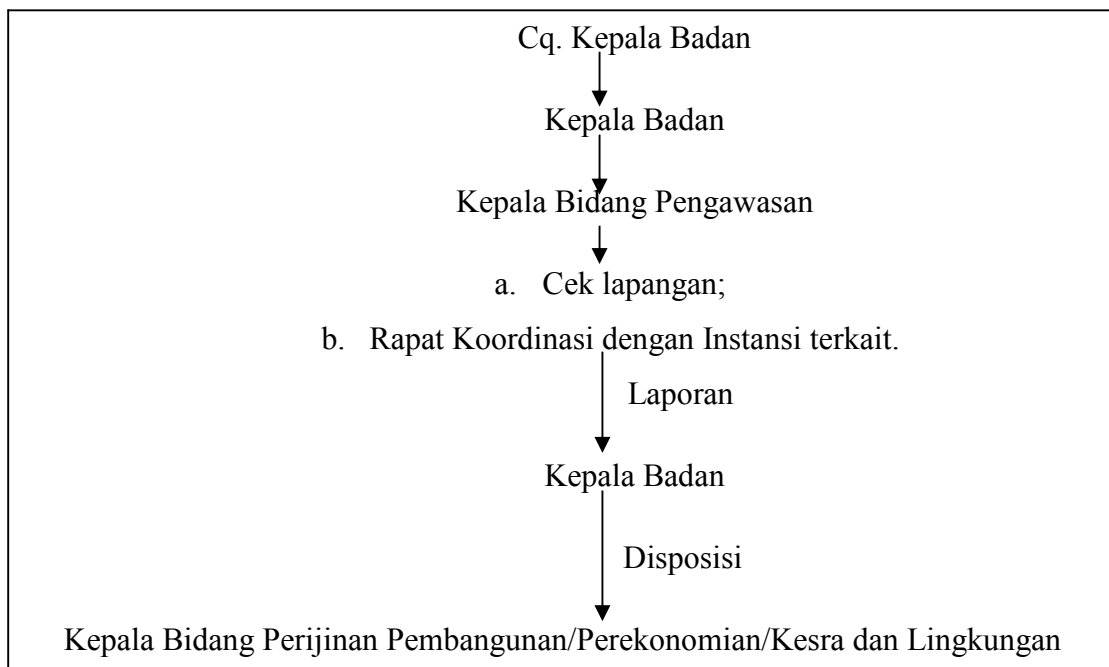 Cq. Kepala Badan
Kepala Badan
Kepala Bidang Pengawasan
a. Cek lapangan;
b. Rapat Koordinasi dengan Instansi terkait.
Laporan
Kepala Badan
Disposisi
Kepala Bidang Perijinan Pembangunan/Perekonomian/Kesra dan Lingkungan